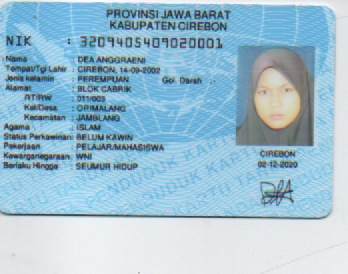 PROVINSI JAWA BARAT
KABUPATEN CIREBON
NIK : 3209405409020001
Nama : DEA ANGGRAENI
Tempat/Tgl Lahir : CIREBON, 14-09-2002
Jenis kelamin : PEREMPUAN Gol. Darah :-
Alamat : BLOK CABRIK
RT/RW : 011/003
Kel/Desa : ORIMALANG
Kecamatan : JAMBLANG
Agama : ISLAM
Status Perkawinan: BELUM KAWIN
Pekerjaan : PELAJAR/MAHASISWA
Kewarganegaraan: WNI
Berlaku Hingga : SEUMUR HIDUP
CIREBON
02-12-2020